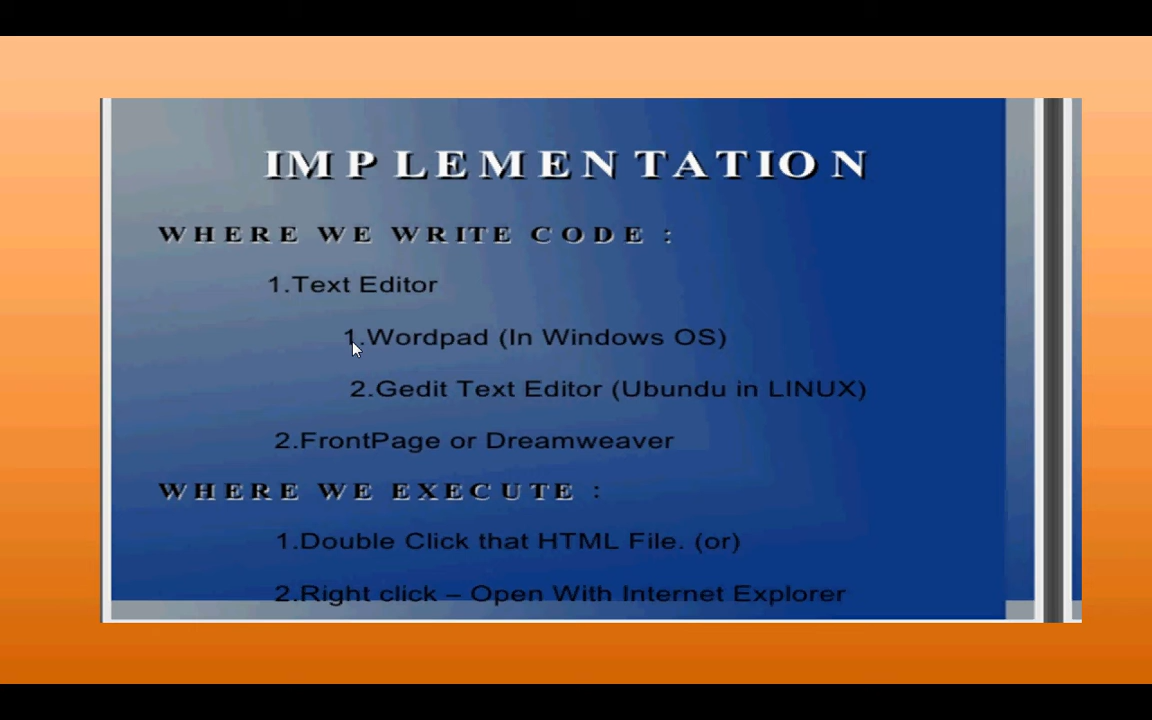 IMPLEMENTATION
WHERE WE WRITE CODE :
1.Text Editor
1.Wordpad (In Windows OS)
2.Gedit Text Editor (Ubundu in LINUX)
2.FrontPage or Dreamweaver
WHERE WE EXECUTE :
1.Double Click that HTML File. (or)
2.Right click – Open With Internet Explorer